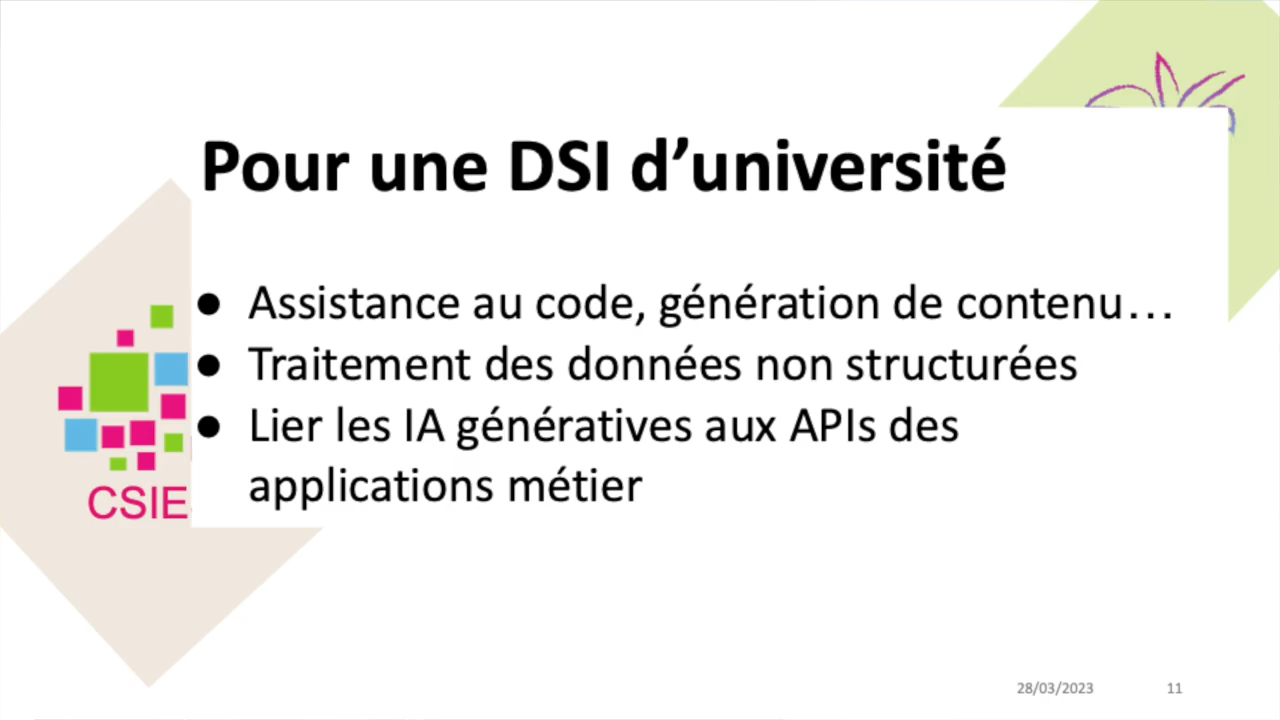 Pour une DSI d’université
● Assistance au code, génération de contenu…
● Traitement des données non structurées
● Lier les IA génératives aux APIs des
applications métier
CSIE
28/03/2023
11